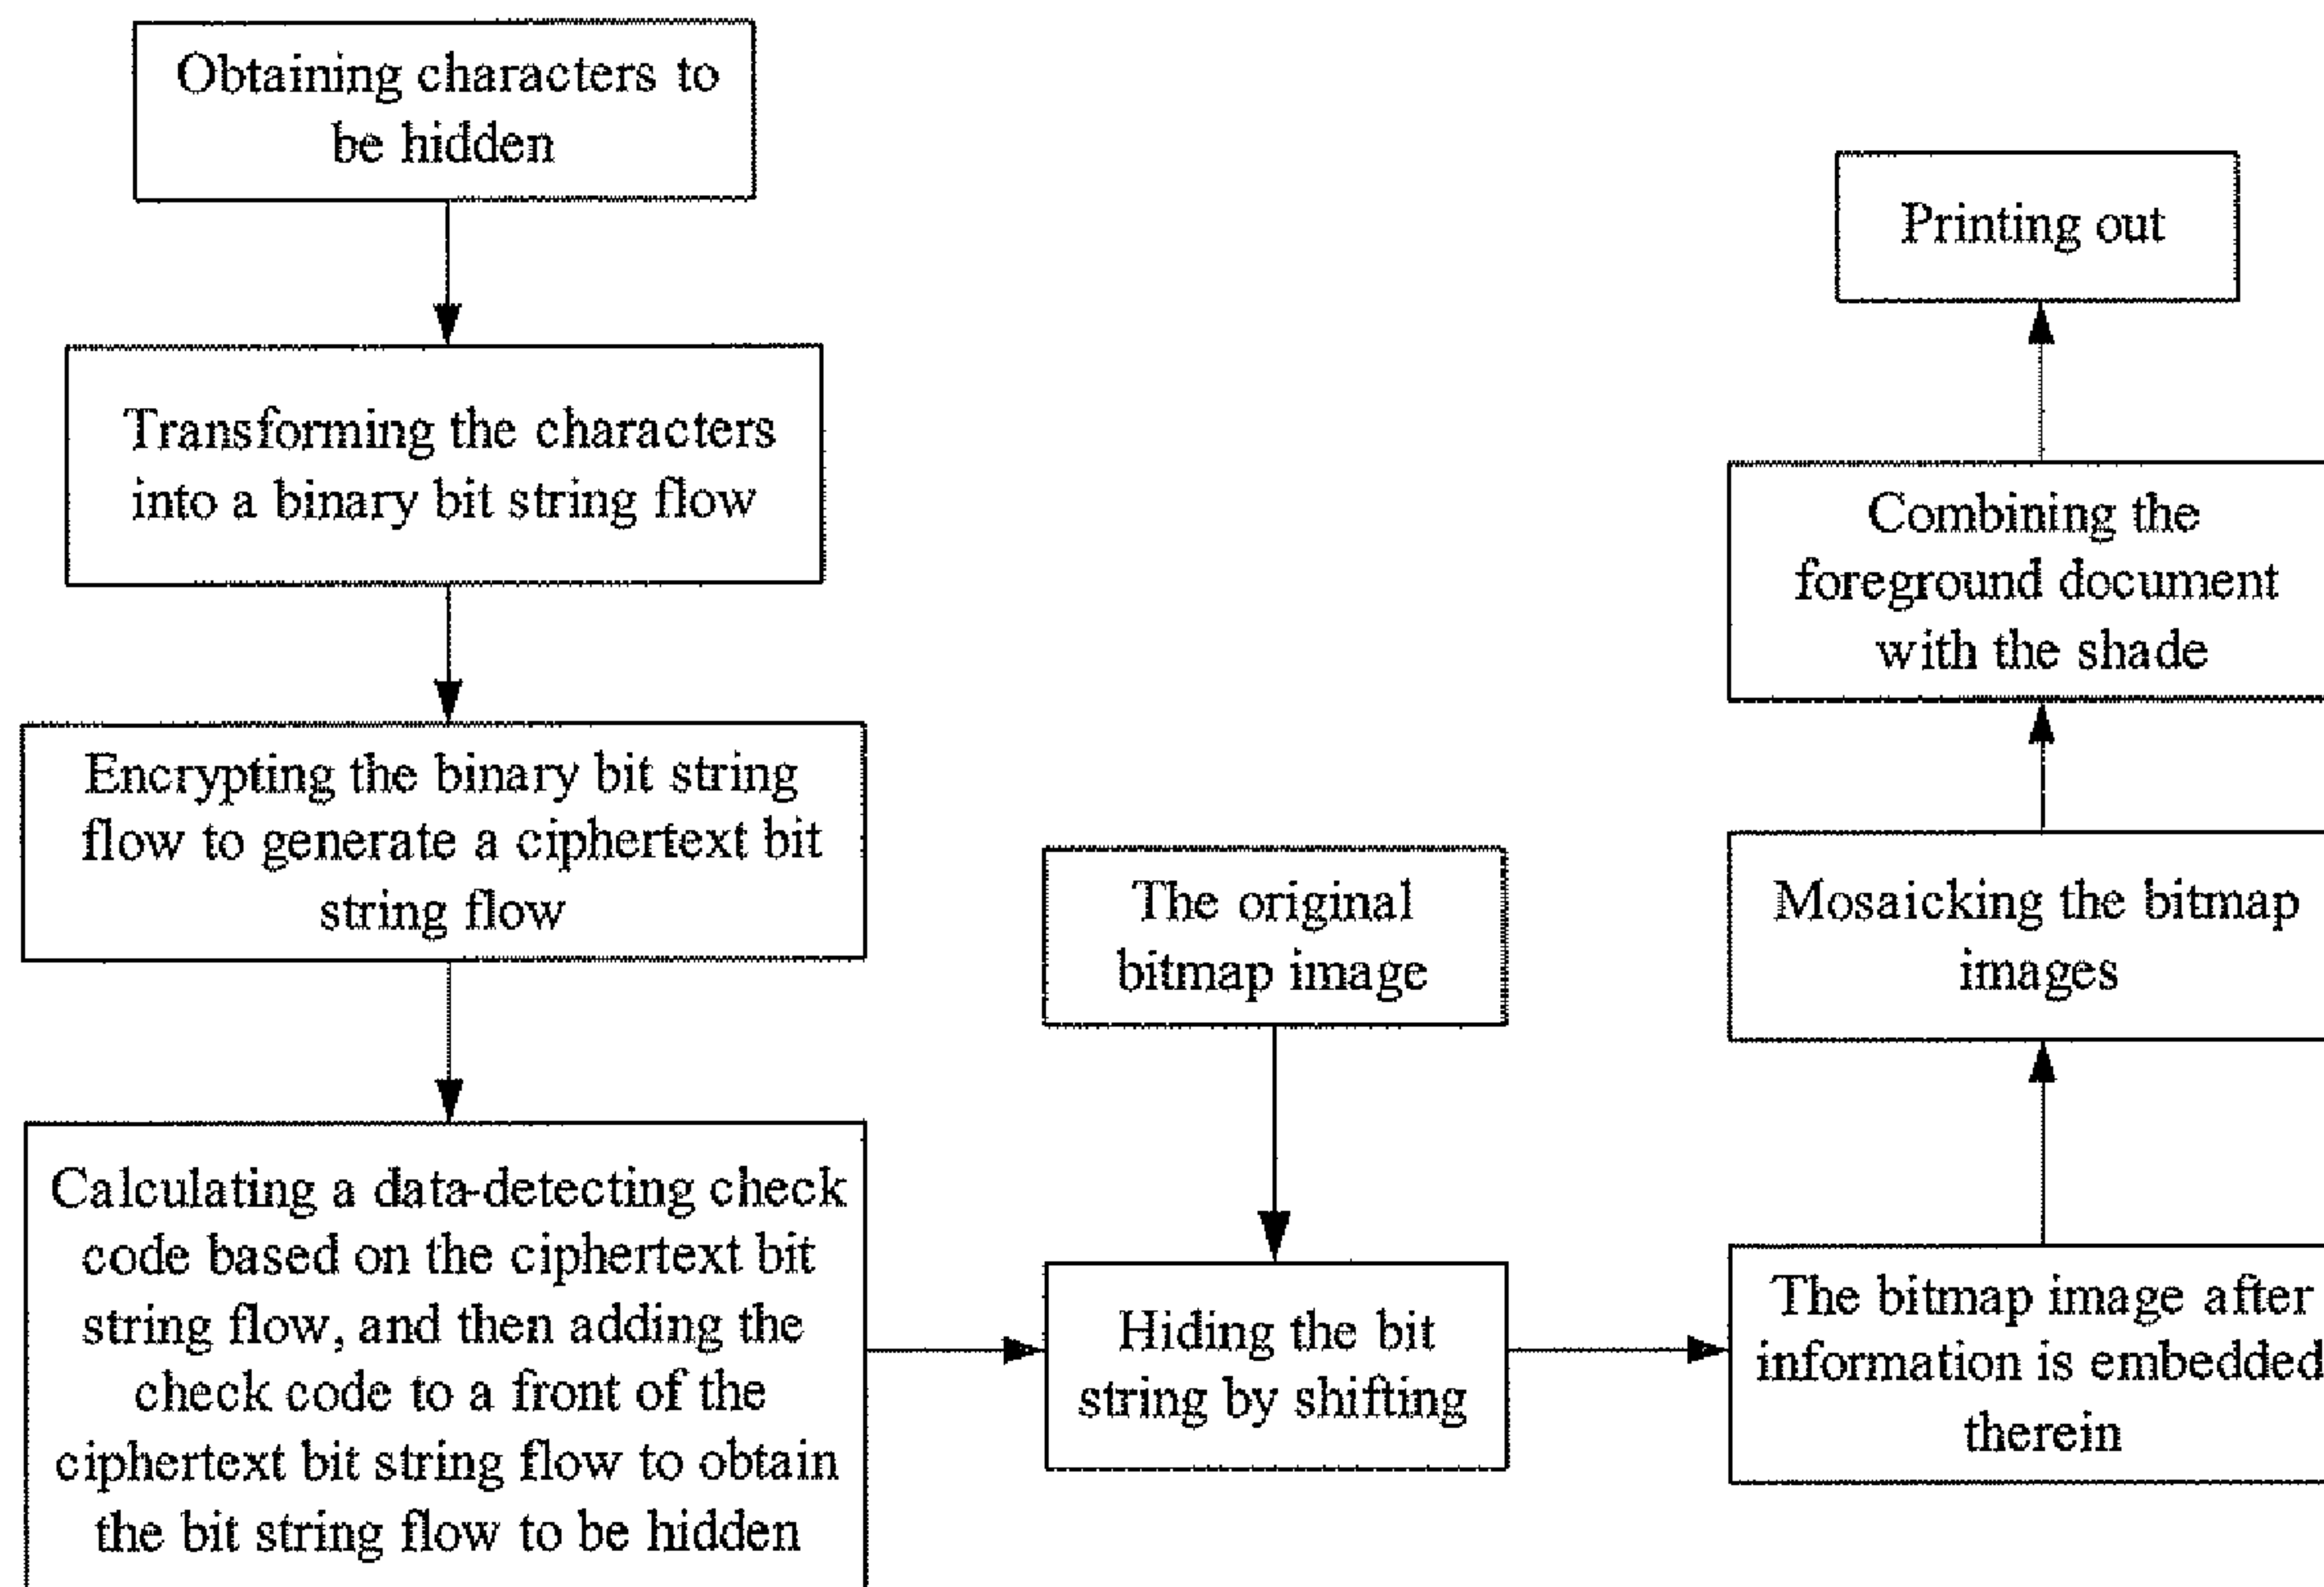 Obtaining characters to
be hidden
Transforming the characters
into a binary bit string flow
Encrypting the binary bit string
flow to generate a ciphertext bit
string flow
Calculating a data-detecting check
code based on the ciphertext bit
string flow, and then adding the
check code to a front of the
ciphertext bit string flow to obtain
the bit string flow to be hidden
The original
bitmap image
Hiding the bit
string by shifting
The bitmap image after
information is embedded
therein
Mosaicking the bitmap
images
Combining the
foreground document
with the shade
Printing out